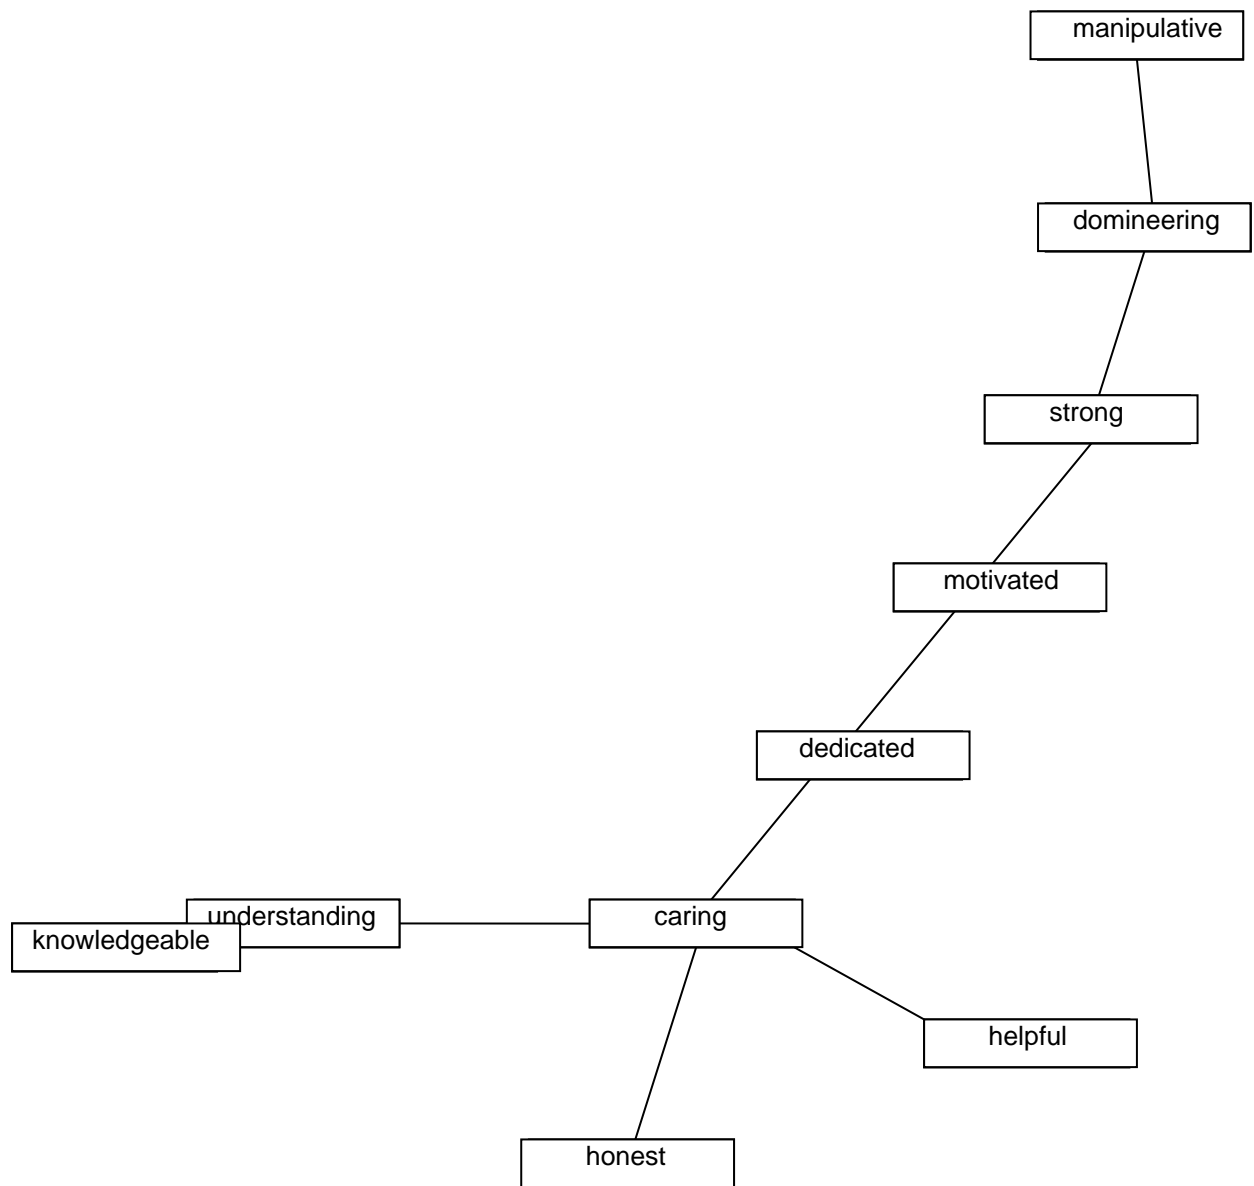 manipulative
domineering
strong
motivated
dedicated
understanding
caring
knowledgeable
helpful
honest